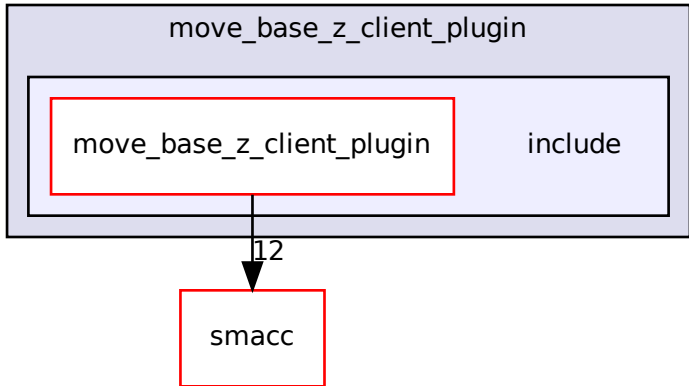 move_base_z_client_plugin
move_base_z_client_plugin include
12
smacc